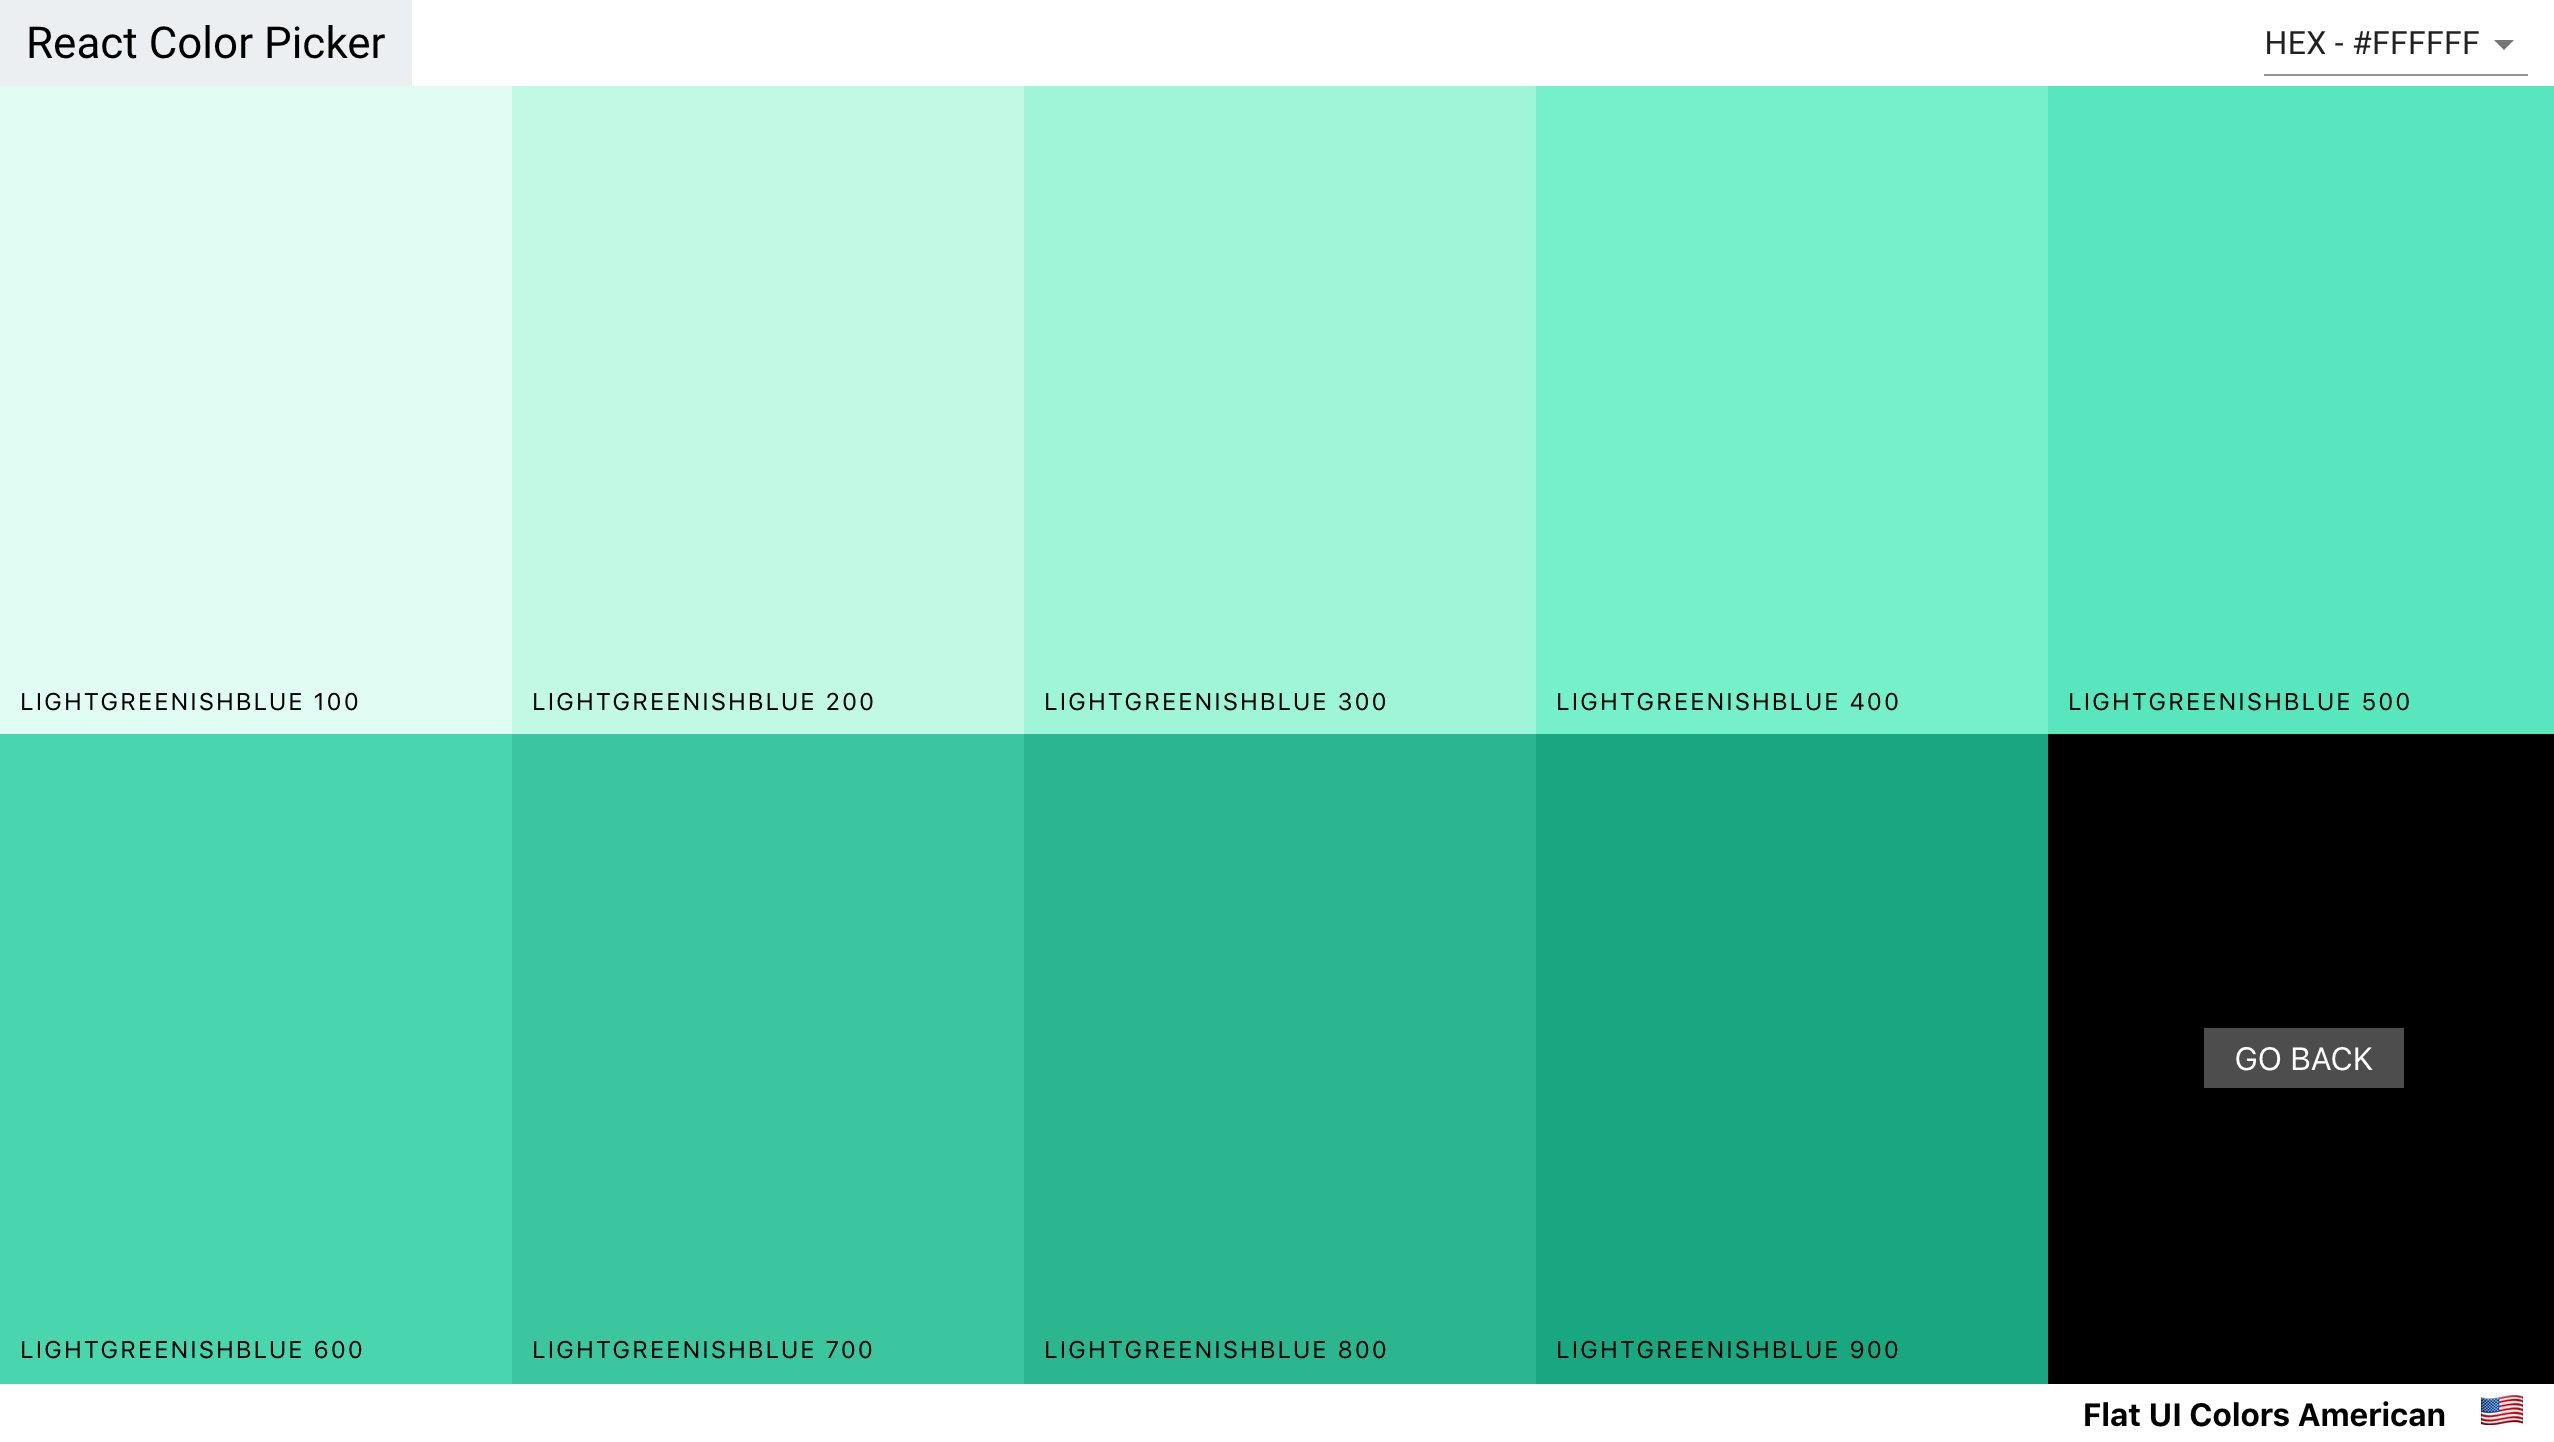 React Color Picker
HEX - #FFFFFF
LIGHTGREENISHBLUE 100
LIGHTGREENISHBLUE 200
LIGHTGREENISHBLUE 300
LIGHTGREENISHBLUE 400
LIGHTGREENISHBLUE 500
LIGHTGREENISHBLUE 600
LIGHTGREENISHBLUE 700
LIGHTGREENISHBLUE 800
LIGHTGREENISHBLUE 900
GO BACK
Flat UI Colors American 🇺🇸